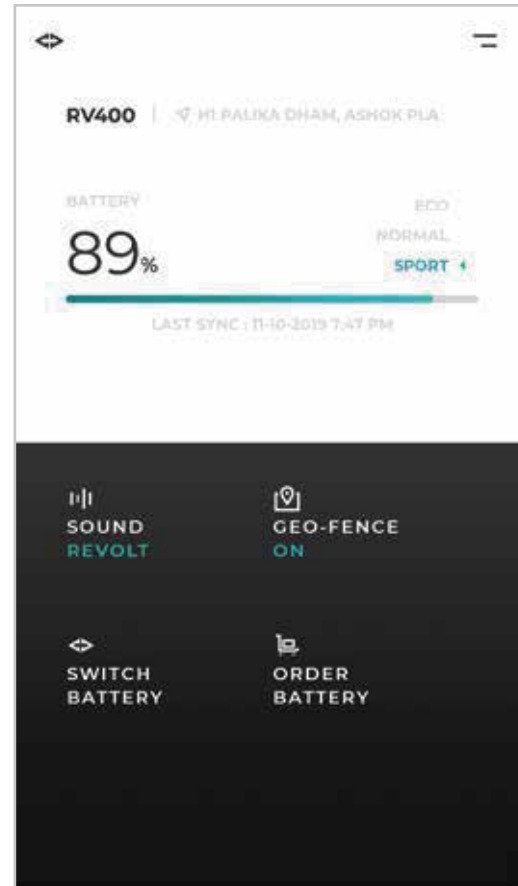 RV400 | H1 PALIKA DHAM, ASHOK PLA
BATTERY
89%
ECO
NORMAL
SPORT
LAST SYNC : 11-10-2019 7:47 PM
SOUND
REVOLT
GEO-FENCE
ON
SWITCH
BATTERY
ORDER
BATTERY